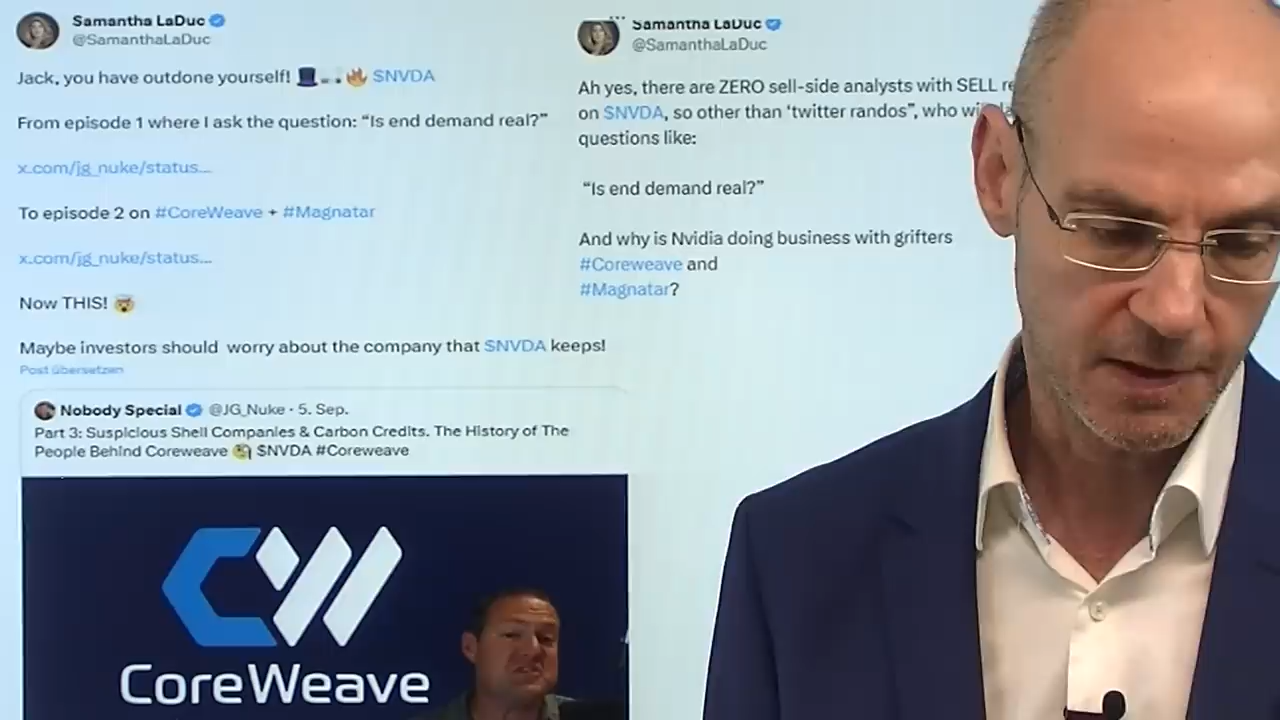 Samantha LaDuc
@SamanthaLaDuc
Jack, you have outdone yourself! 🎩👀🔥 $NVDA
From episode 1 where I ask the question: “Is end demand real?”
x.com/jg_nuke/status...
To episode 2 on #CoreWeave + #Magnatar
x.com/jg_nuke/status...
Now THIS! 🤯
Maybe investors should worry about the company that $NVDA keeps!
Post übersetzen
Nobody Special @JG_Nuke · 5. Sep.
Part 3: Suspicious Shell Companies & Carbon Credits. The History of The
People Behind Coreweave 🧐 $NVDA #Coreweave
CW
CoreWeave
Samantha LaDuc
@SamanthaLaDuc
Ah yes, there are ZERO sell-side analysts with SELL
on $NVDA, so other than ‘twitter randos”, who
questions like:
“Is end demand real?”
And why is Nvidia doing business with grifters
#Coreweave and
#Magnatar?